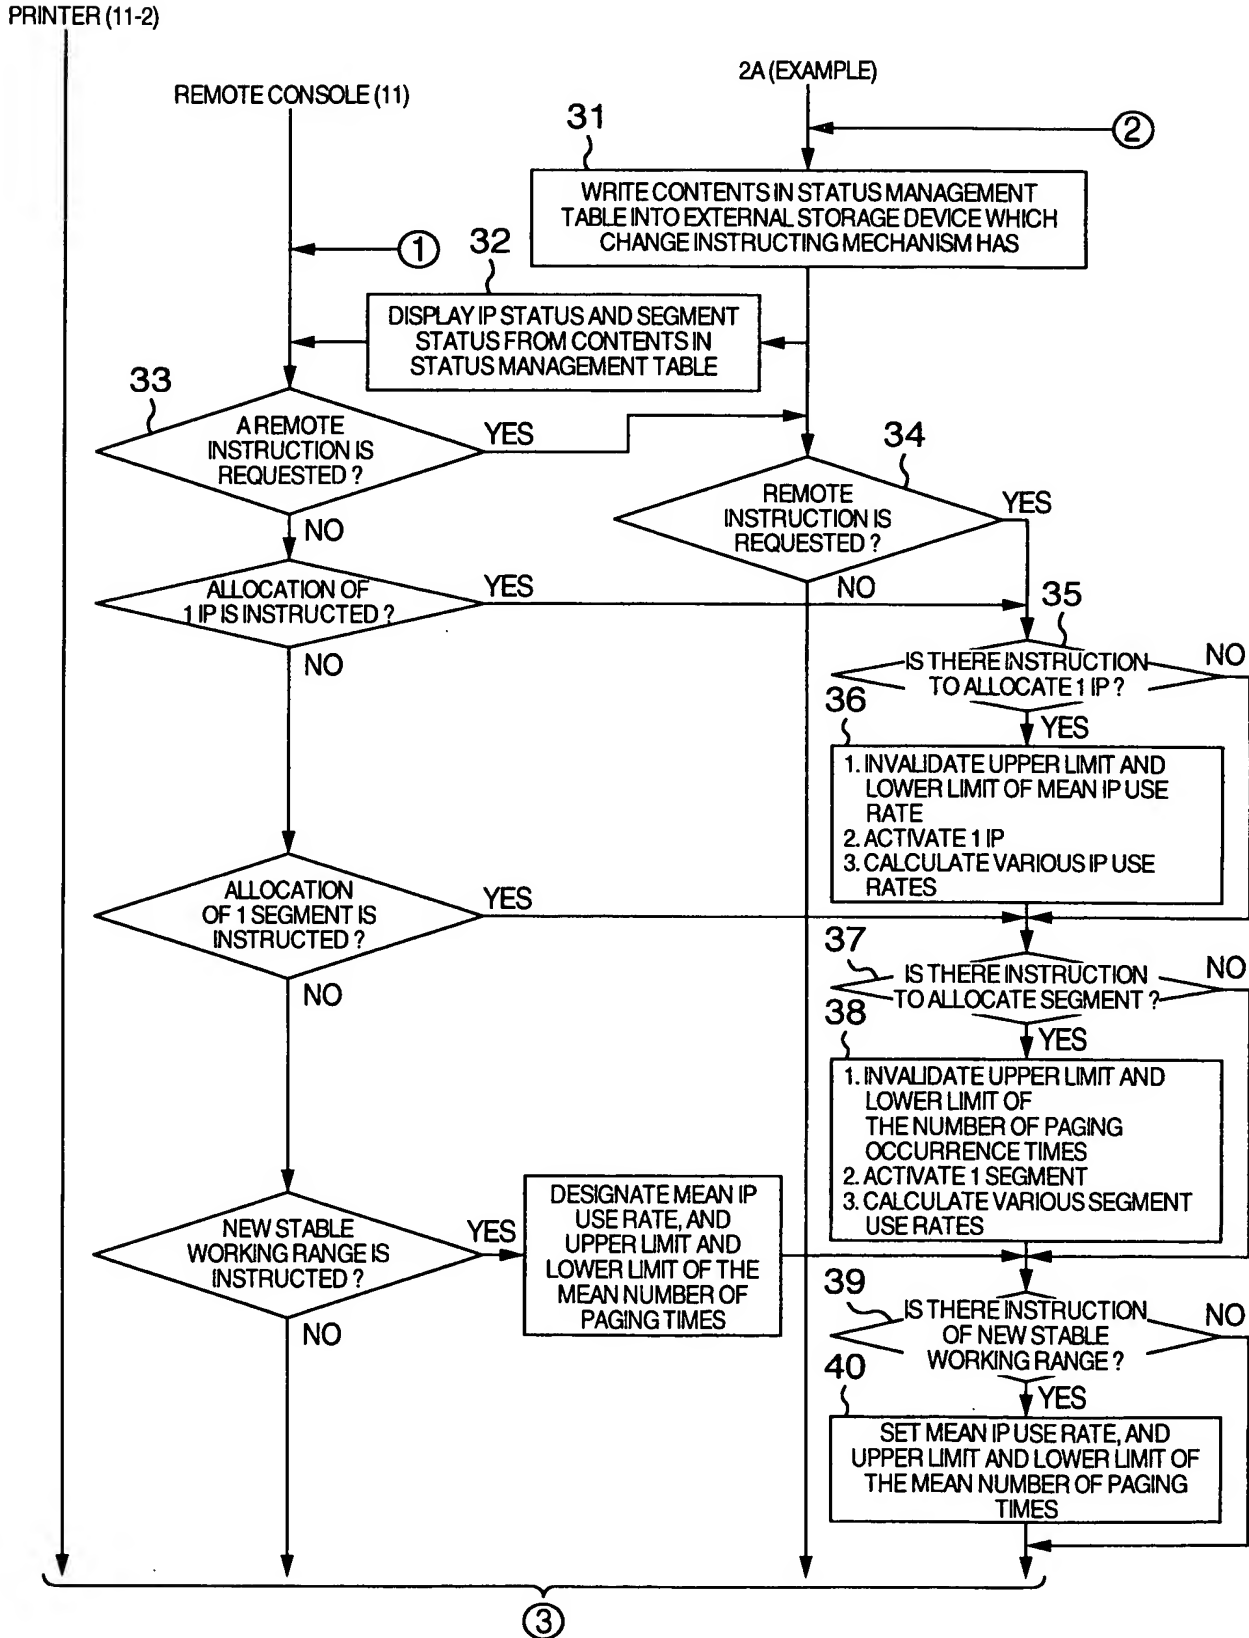 PRINTER (11-2)
2A (EXAMPLE)
REMOTE CONSOLE (11)
31
2
WRITE CONTENTS IN STATUS MANAGEMENT
TABLE INTO EXTERNAL STORAGE DEVICE WHICH
CHANGE INSTRUCTING MECHANISM HAS
1
32
DISPLAY IP STATUS AND SEGMENT
STATUS FROM CONTENTS IN
STATUS MANAGEMENT TABLE
33
A REMOTE
INSTRUCTION IS
REQUESTED ?
YES
NO
34
REMOTE
INSTRUCTION IS
REQUESTED ?
YES
NO
ALLOCATION OF
1 IP IS INSTRUCTED ?
YES
NO
35
IS THERE INSTRUCTION
TO ALLOCATE 1 IP ?
NO
YES
36
1. INVALIDATE UPPER LIMIT AND
LOWER LIMIT OF MEAN IP USE
RATE
2. ACTIVATE 1 IP
3. CALCULATE VARIOUS IP USE
RATES
ALLOCATION
OF 1 SEGMENT IS
INSTRUCTED ?
YES
NO
37
IS THERE INSTRUCTION
TO ALLOCATE SEGMENT ?
NO
YES
38
1. INVALIDATE UPPER LIMIT AND
LOWER LIMIT OF
THE NUMBER OF PAGING
OCCURRENCE TIMES
2. ACTIVATE 1 SEGMENT
3. CALCULATE VARIOUS SEGMENT
USE RATES
NEW STABLE
WORKING RANGE IS
INSTRUCTED ?
YES
NO
DESIGNATE MEAN IP
USE RATE, AND
UPPER LIMIT AND
LOWER LIMIT OF THE
MEAN NUMBER OF
PAGING TIMES
39
IS THERE INSTRUCTION
OF NEW STABLE
WORKING RANGE ?
NO
YES
40
SET MEAN IP USE RATE, AND
UPPER LIMIT AND LOWER LIMIT OF
THE MEAN NUMBER OF PAGING
TIMES
3